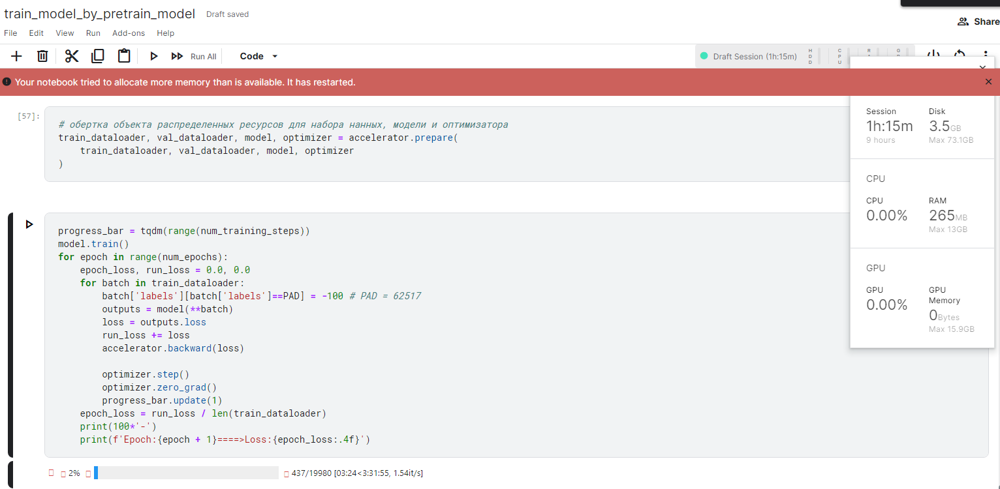 train_model_by_pretrain_model Draft saved
Share
File Edit View Run Add-ons Help
Run All Code Draft Session (1h:15m) HDD CPU
Your notebook tried to allocate more memory than is available. It has restarted.
[57]:
# обертка объекта распределенных ресурсов для набора нанных, модели и оптимизатора
train_dataloader, val_dataloader, model, optimizer = accelerator.prepare(
    train_dataloader, val_dataloader, model, optimizer
)
progress_bar = tqdm(range(num_training_steps))
model.train()
for epoch in range(num_epochs):
    epoch_loss, run_loss = 0.0, 0.0
    for batch in train_dataloader:
        batch['labels'][batch['labels']==PAD] = -100 # PAD = 62517
        outputs = model(**batch)
        loss = outputs.loss
        run_loss += loss
        accelerator.backward(loss)

        optimizer.step()
        optimizer.zero_grad()
        progress_bar.update(1)
    epoch_loss = run_loss / len(train_dataloader)
    print(100*'-')
    print(f'Epoch:{epoch + 1}====>Loss:{epoch_loss:.4f}')
2% 437/19980 [03:24<3:31:55, 1.54it/s]
Session Disk
1h:15m 3.5GB
9 hours Max 73.1GB
CPU
CPU RAM
0.00% 265MB
Max 13GB
GPU
GPU GPU Memory
0.00% 0Bytes
Max 15.9GB